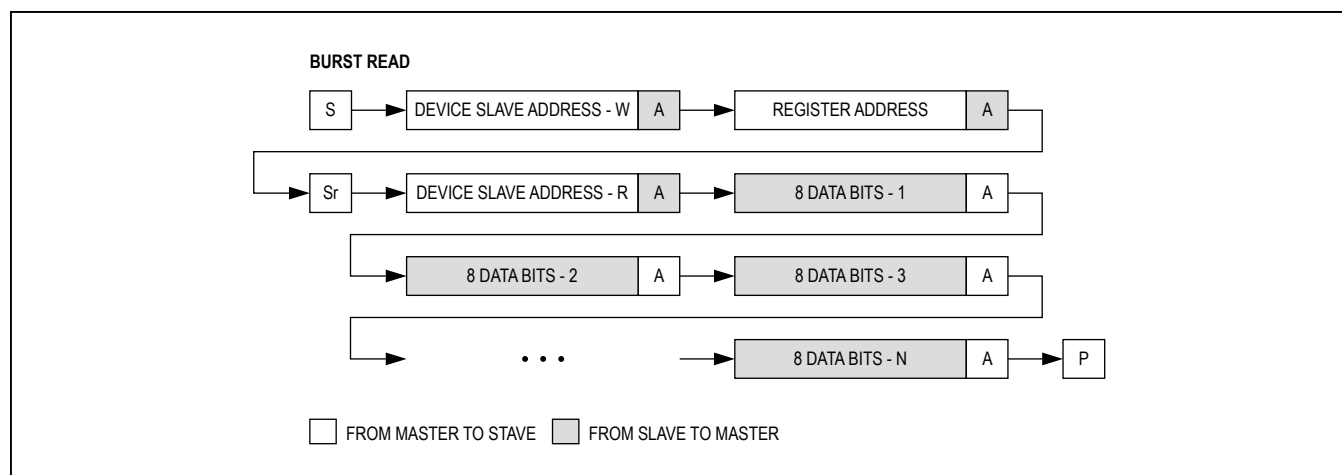 BURST READ
S DEVICE SLAVE ADDRESS - W A REGISTER ADDRESS A
Sr DEVICE SLAVE ADDRESS - R A 8 DATA BITS - 1 A
8 DATA BITS - 2 A 8 DATA BITS - 3 A
• • • 8 DATA BITS - N A P
FROM MASTER TO STAVE FROM SLAVE TO MASTER